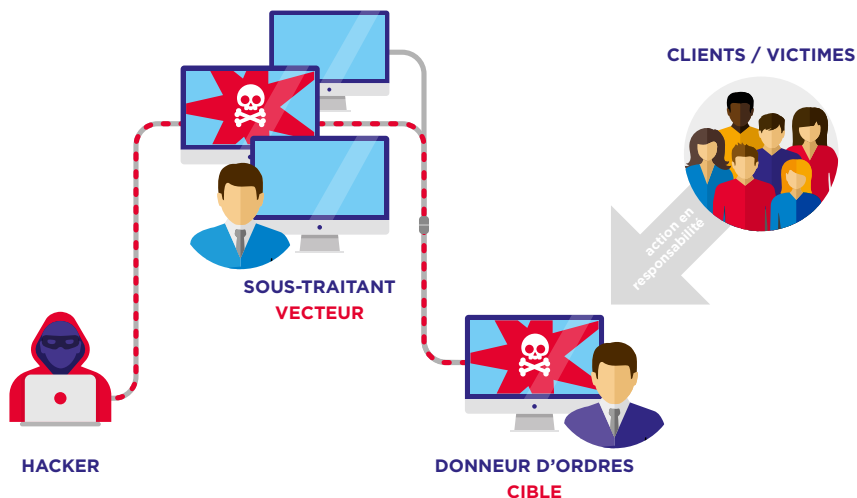 CLIENTS / VICTIMES
action en
responsabilité
SOUS-TRAITANT
VECTEUR
HACKER
DONNEUR D’ORDRES
CIBLE